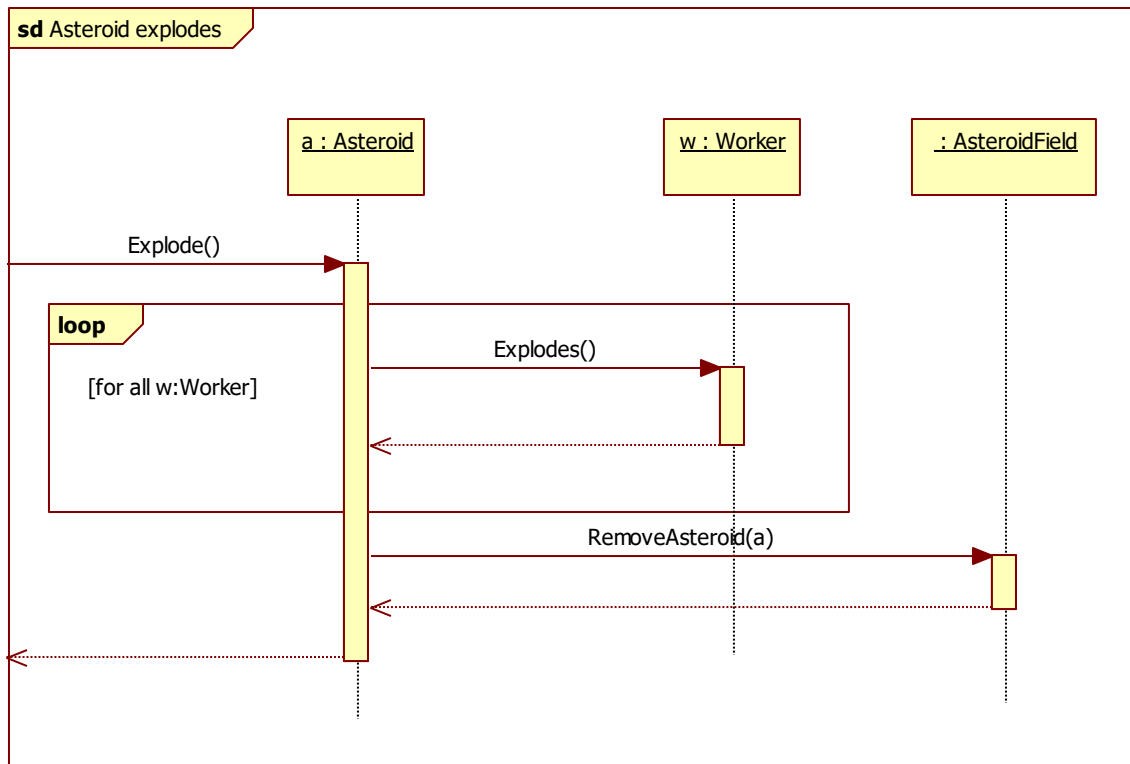 sd Asteroid explodes
a : Asteroid
w : Worker
: AsteroidField
Explode()
loop
Explodes()
[for all w:Worker]
RemoveAsteroid(a)